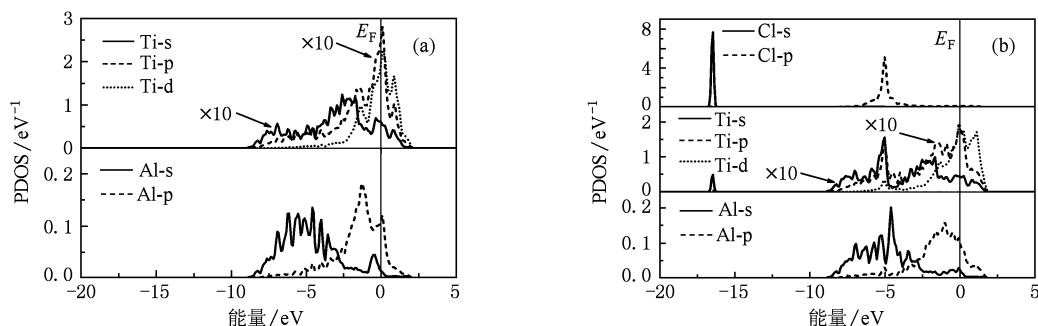 3
2
1
0
PDOS / eV⁻¹
Ti-s
Ti-p
Ti-d
×10
×10
E_F
(a)
0.2
0.1
0.0
Al-s
Al-p
−20 −15 −10 −5 0 5
能量 /eV
8
4
0
Cl-s
Cl-p
E_F
(b)
2
1
0
PDOS / eV⁻¹
Ti-s
Ti-p
Ti-d
×10
×10
0.2
0.1
0
Al-s
Al-p
−20 −15 −10 −5 0 5
能量 /eV